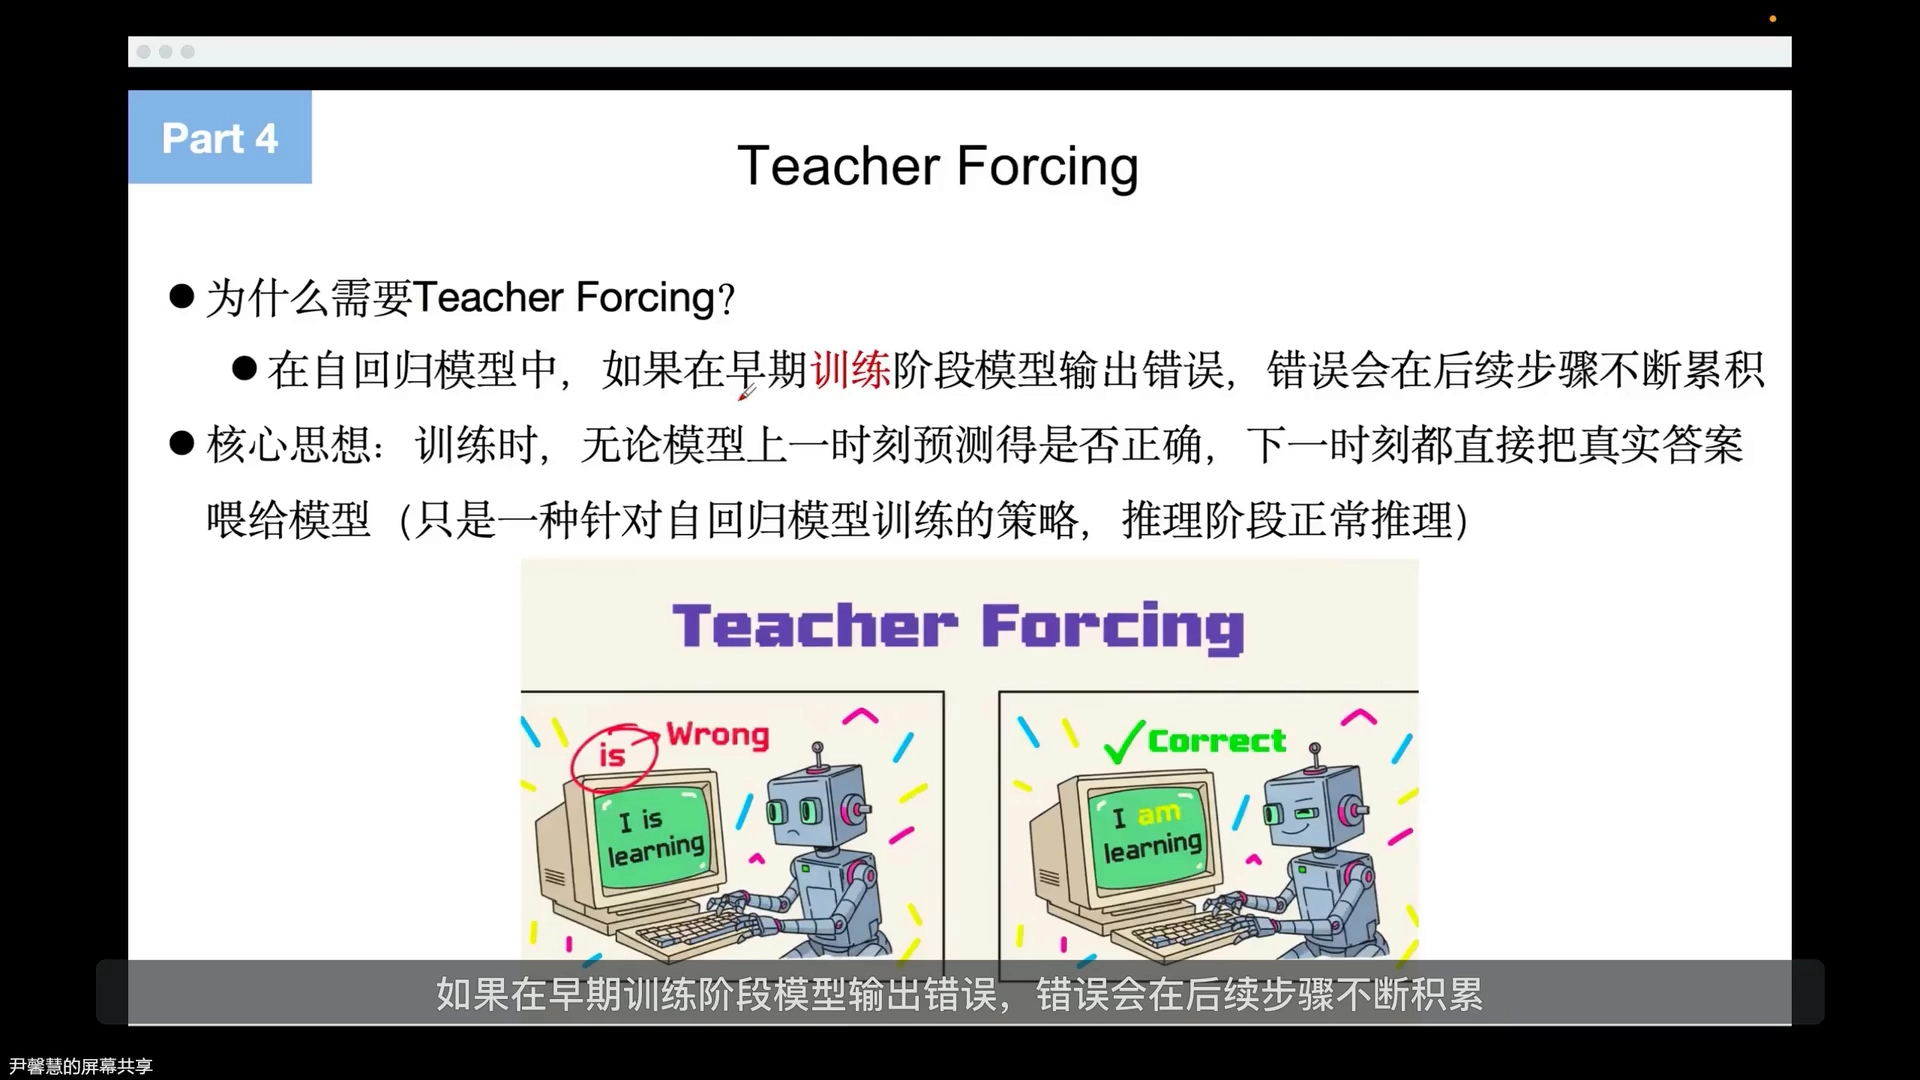 Part 4
Teacher Forcing
为什么需要Teacher Forcing？
在自回归模型中，如果在早期训练阶段模型输出错误，错误会在后续步骤不断累积
核心思想：训练时，无论模型上一时刻预测得是否正确，下一时刻都直接把真实答案
喂给模型（只是一种针对自回归模型训练的策略，推理阶段正常推理）
Teacher Forcing
is Wrong
I is
learning
Correct
I am
learning
如果在早期训练阶段模型输出错误，错误会在后续步骤不断积累
尹馨慧的屏幕共享